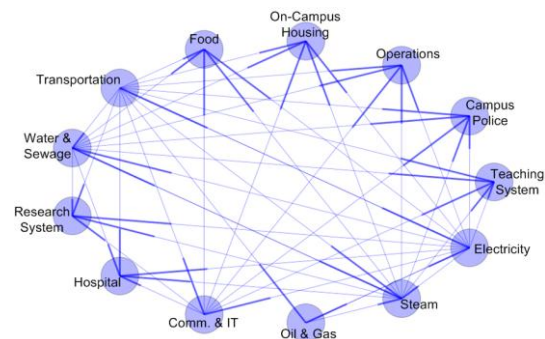 On-Campus
Housing
Food
Operations
Transportation
Campus
Police
Water &
Sewage
Teaching
System
Research
System
Electricity
Hospital
Steam
Comm. & IT
Oil & Gas